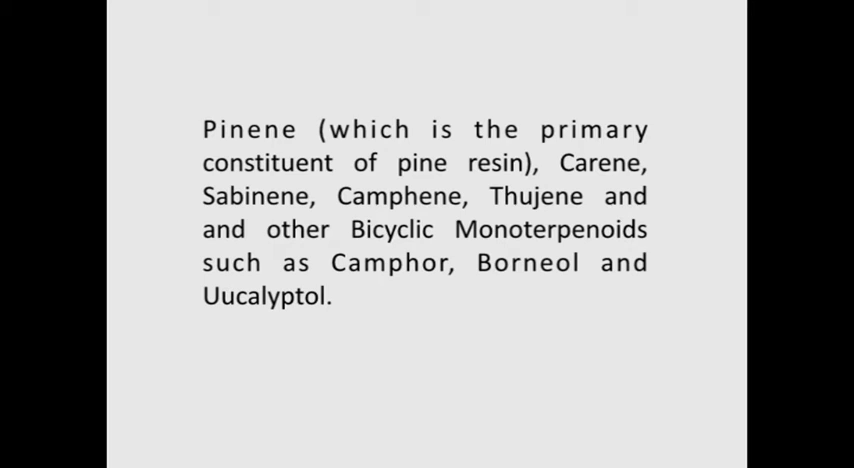 Pinene (which is the primary
constituent of pine resin), Carene,
Sabinene, Camphene, Thujene and
and other Bicyclic Monoterpenoids
such as Camphor, Borneol and
Uucalyptol.